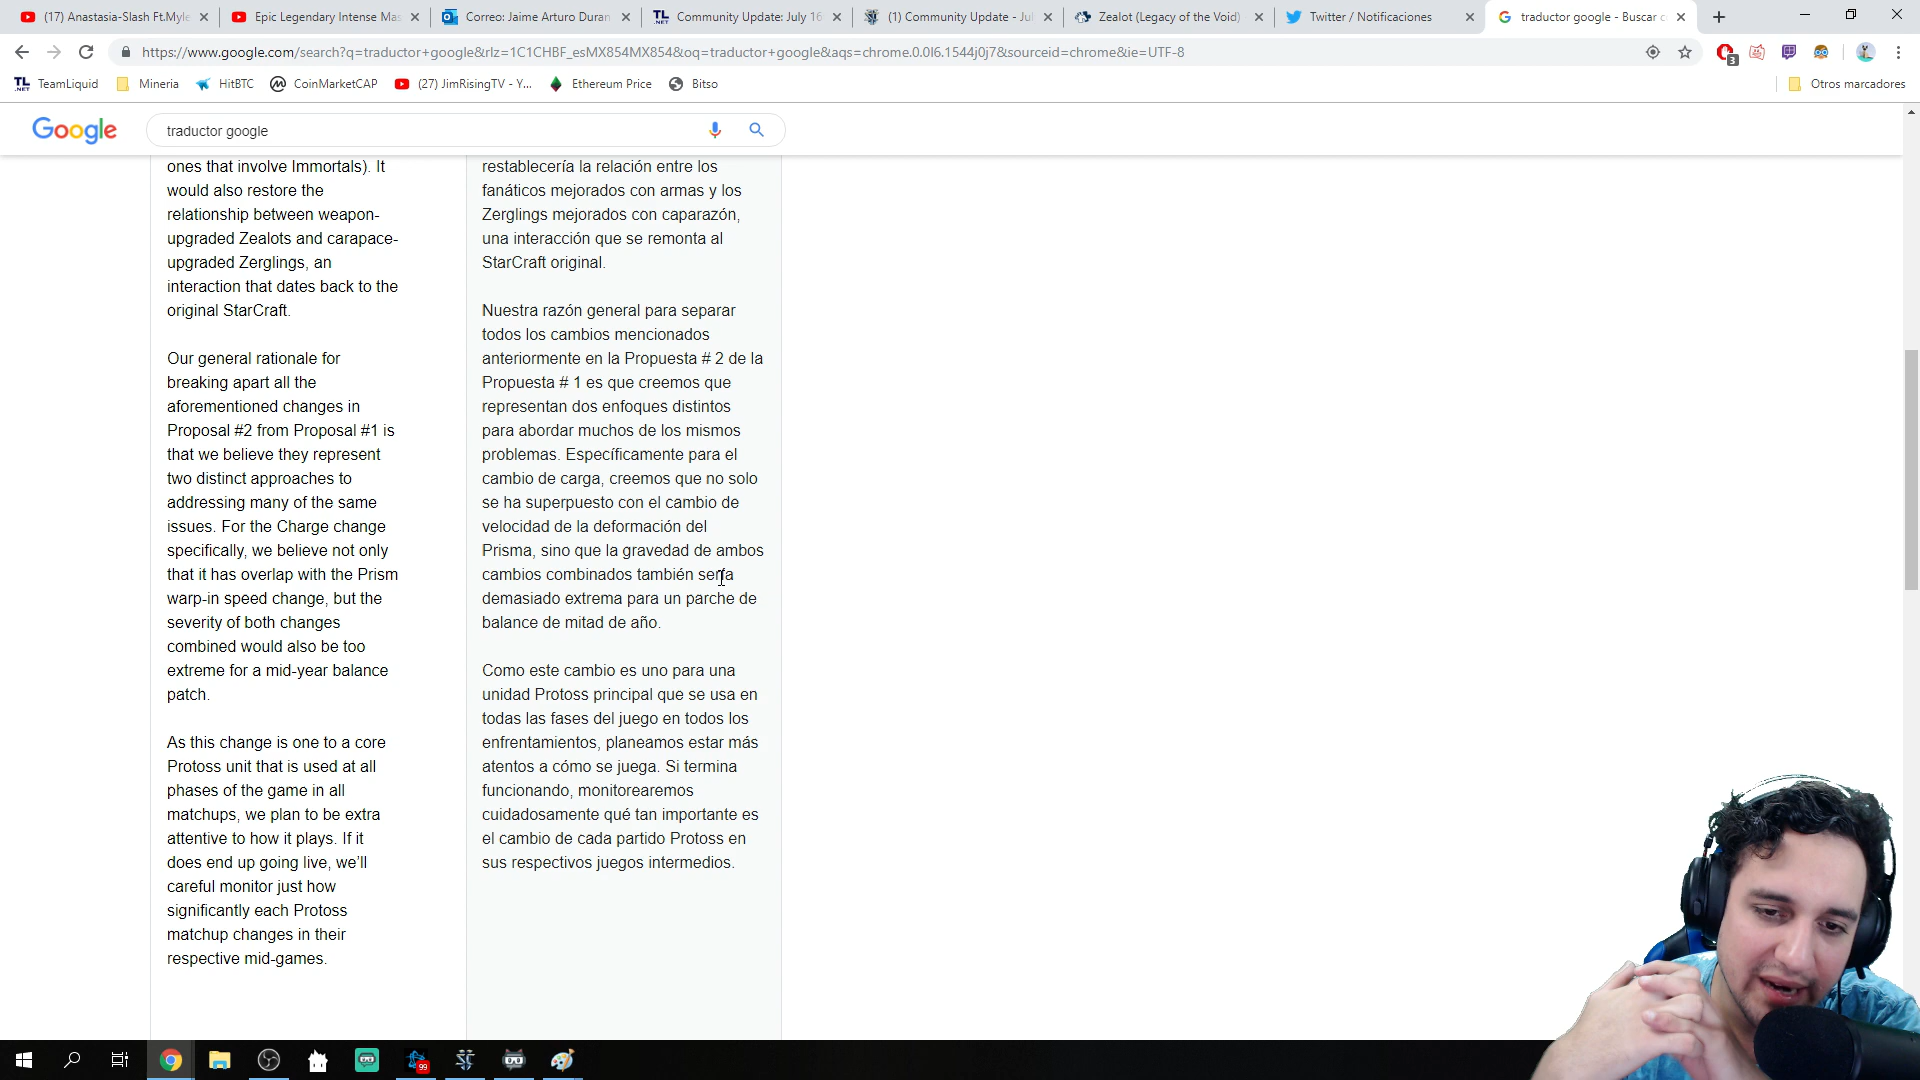 (17) Anastasia-Slash Ft.Myle
Epic Legendary Intense Mas
Correo: Jaime Arturo Duran
Community Update: July 16
(1) Community Update - Jul
Zealot (Legacy of the Void)
Twitter / Notificaciones
traductor google - Buscar c
https://www.google.com/search?q=traductor+google&rlz=1C1CHBF_esMX854MX854&oq=traductor+google&aqs=chrome.0.0l6.1544j0j7&sourceid=chrome&ie=UTF-8
3
TeamLiquid
Mineria
HitBTC
CoinMarketCAP
(27) JimRisingTV - Y...
Ethereum Price
Bitso
Otros marcadores
Google
traductor google
ones that involve Immortals). It
would also restore the
relationship between weapon-
upgraded Zealots and carapace-
upgraded Zerglings, an
interaction that dates back to the
original StarCraft.
Our general rationale for
breaking apart all the
aforementioned changes in
Proposal #2 from Proposal #1 is
that we believe they represent
two distinct approaches to
addressing many of the same
issues. For the Charge change
specifically, we believe not only
that it has overlap with the Prism
warp-in speed change, but the
severity of both changes
combined would also be too
extreme for a mid-year balance
patch.
As this change is one to a core
Protoss unit that is used at all
phases of the game in all
matchups, we plan to be extra
attentive to how it plays. If it
does end up going live, we'll
careful monitor just how
significantly each Protoss
matchup changes in their
respective mid-games.
restablecería la relación entre los
fanáticos mejorados con armas y los
Zerglings mejorados con caparazón,
una interacción que se remonta al
StarCraft original.
Nuestra razón general para separar
todos los cambios mencionados
anteriormente en la Propuesta # 2 de la
Propuesta # 1 es que creemos que
representan dos enfoques distintos
para abordar muchos de los mismos
problemas. Específicamente para el
cambio de carga, creemos que no solo
se ha superpuesto con el cambio de
velocidad de la deformación del
Prisma, sino que la gravedad de ambos
cambios combinados también sería
demasiado extrema para un parche de
balance de mitad de año.
Como este cambio es uno para una
unidad Protoss principal que se usa en
todas las fases del juego en todos los
enfrentamientos, planeamos estar más
atentos a cómo se juega. Si termina
funcionando, monitorearemos
cuidadosamente qué tan importante es
el cambio de cada partido Protoss en
sus respectivos juegos intermedios.
99